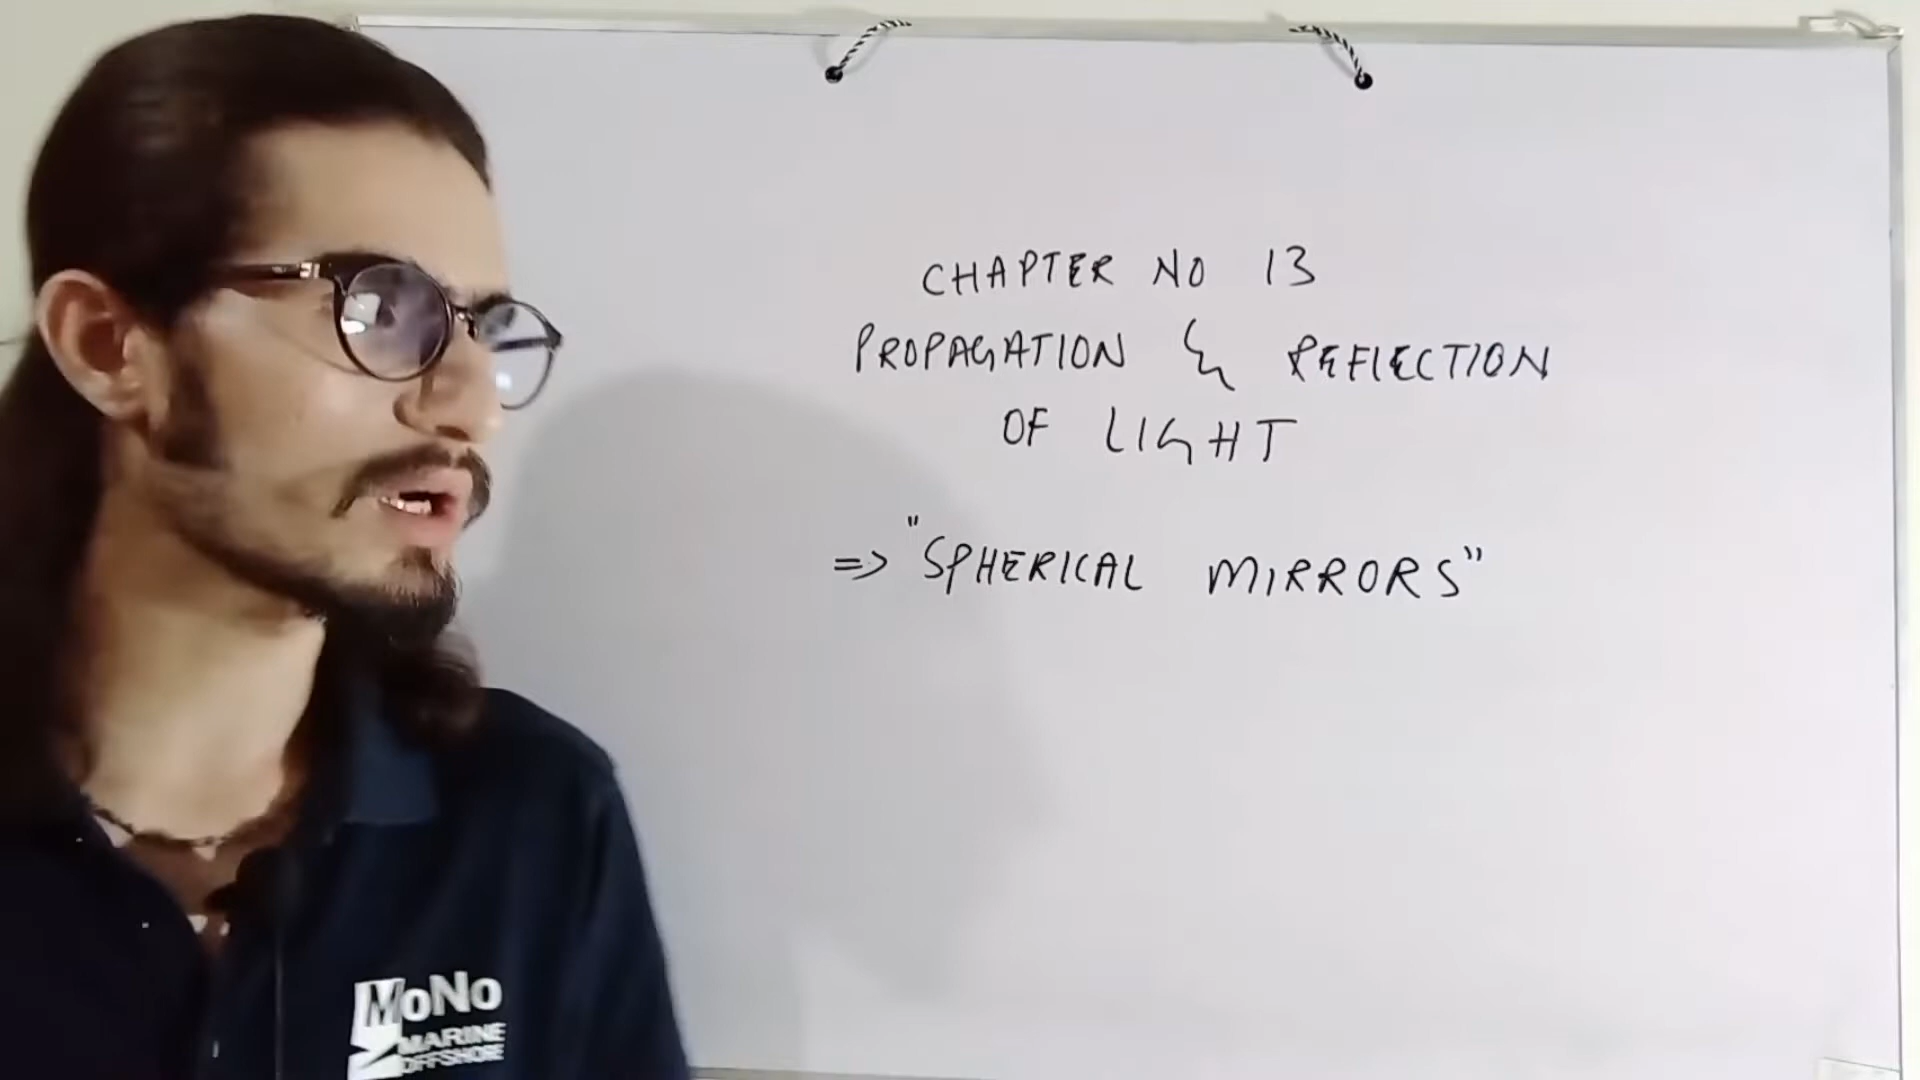 CHAPTER NO 13
PROPAGATION & REFLECTION
OF LIGHT
=> "SPHERICAL MIRRORS"
MoNo
MARINE
OFFSHORE